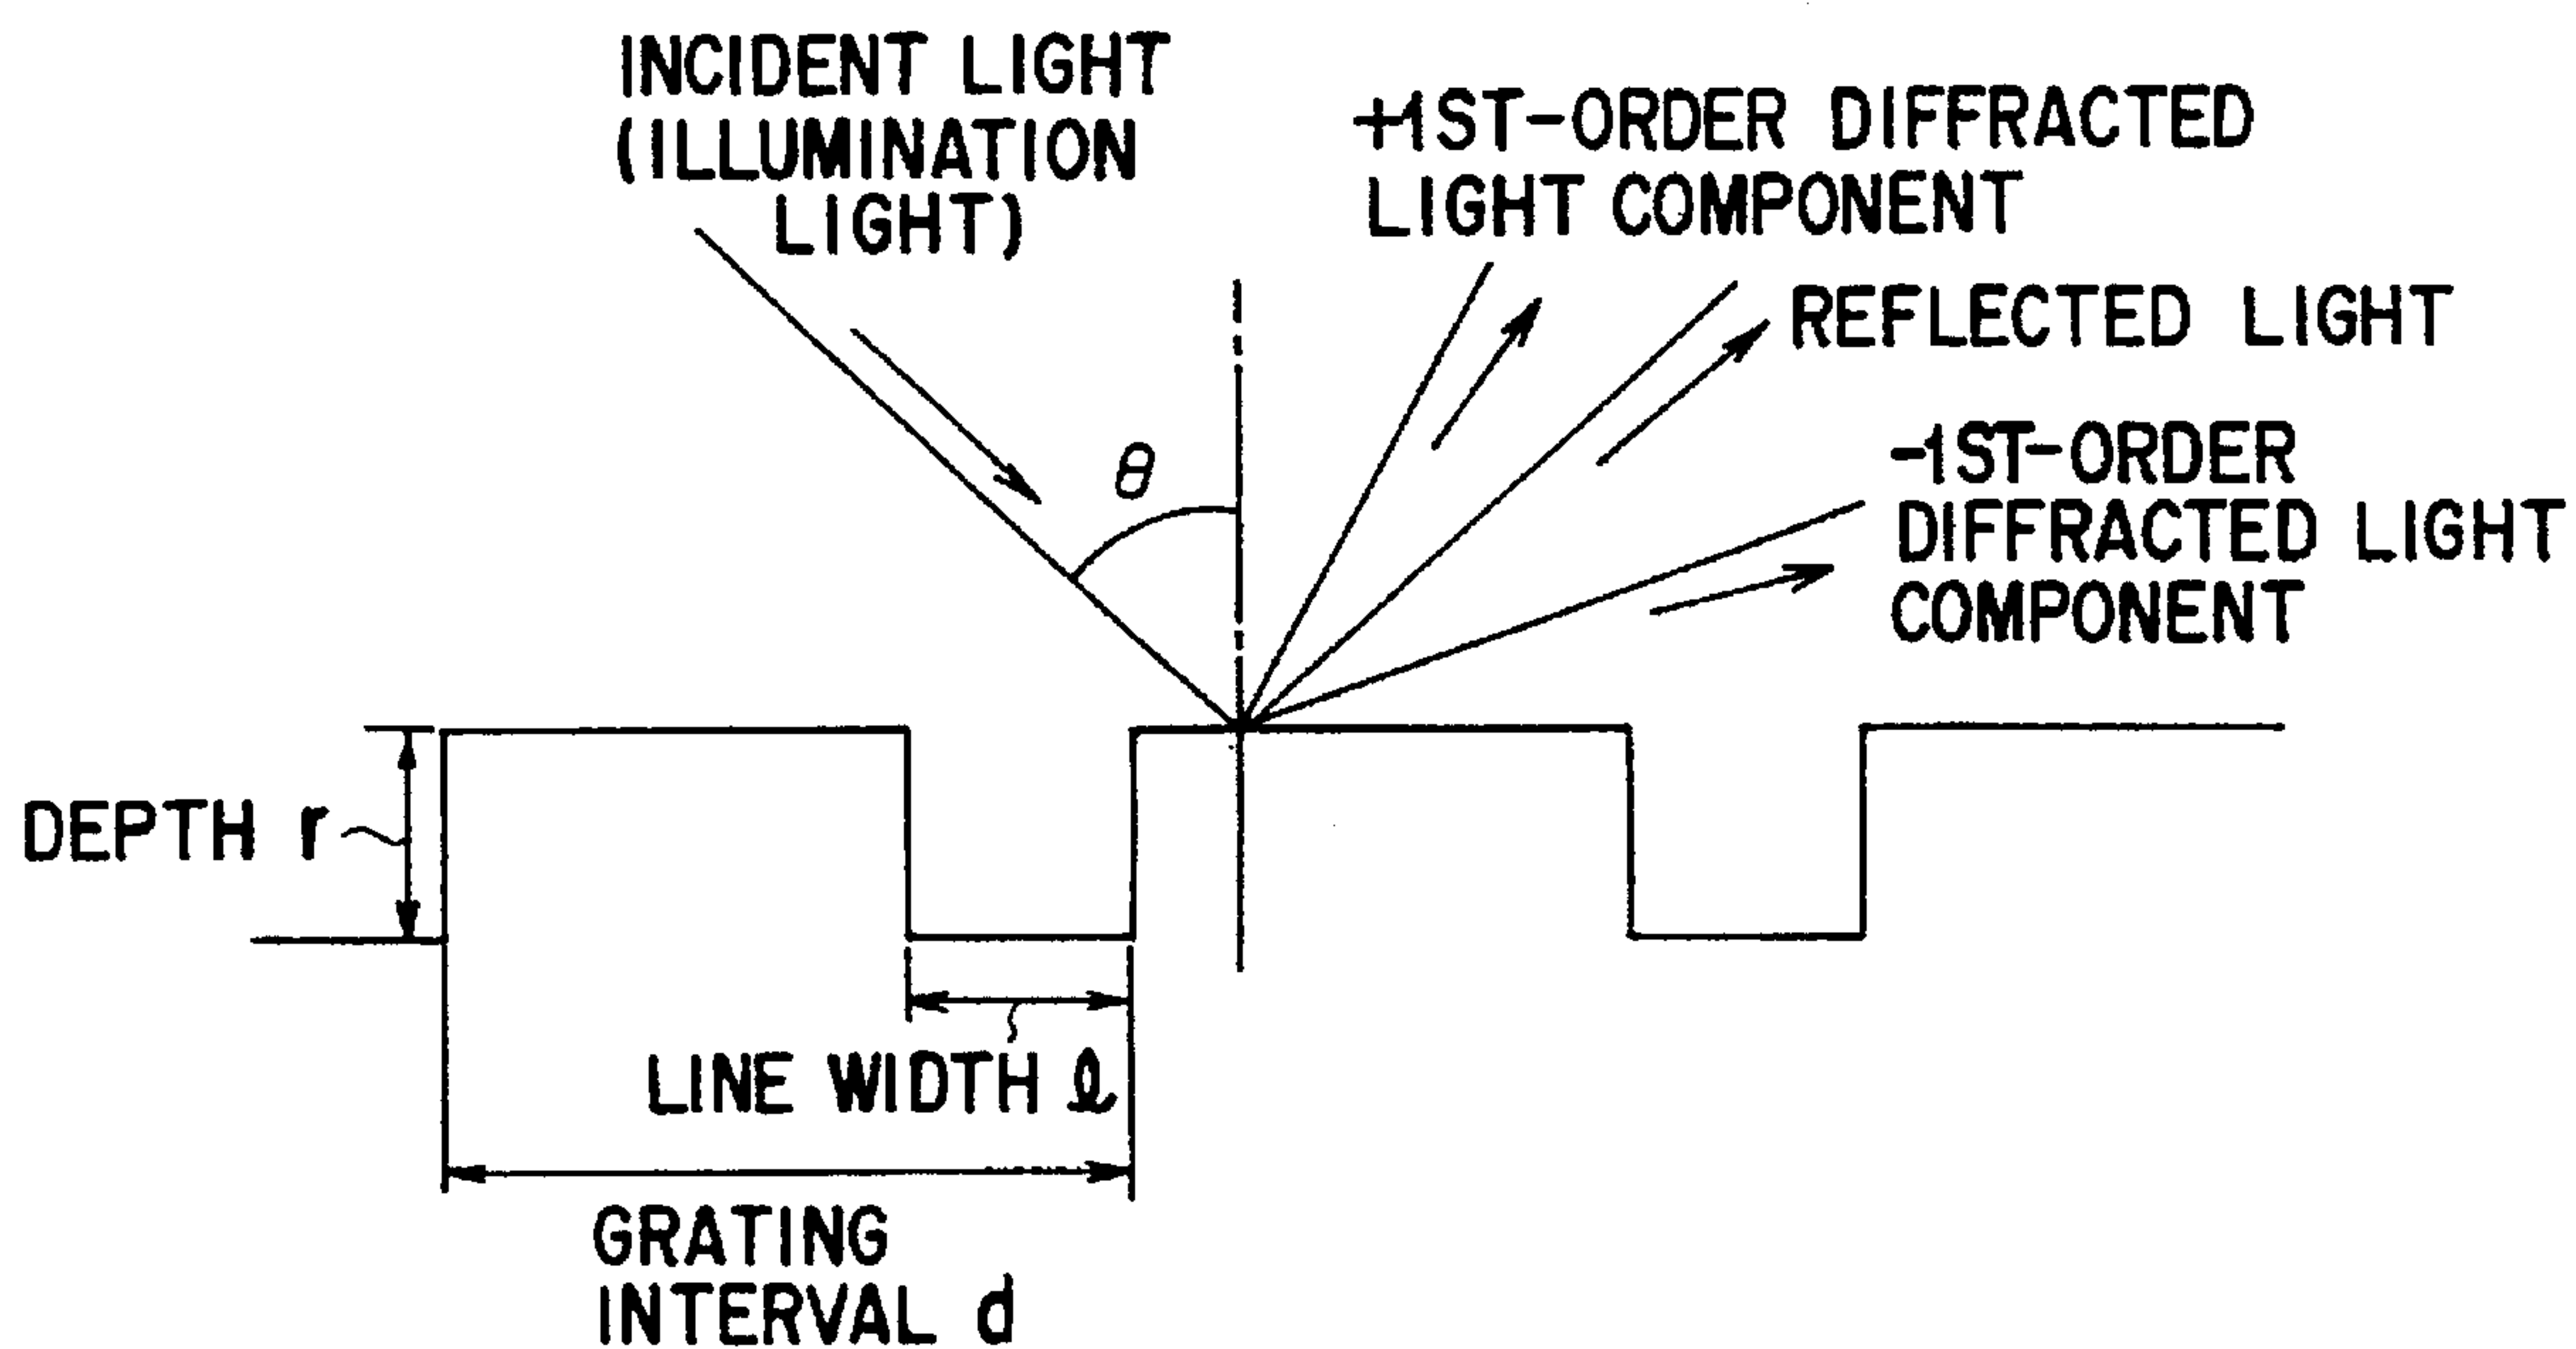 INCIDENT LIGHT
(ILLUMINATION
LIGHT)
+1ST-ORDER DIFFRACTED
LIGHT COMPONENT
REFLECTED LIGHT
-1ST-ORDER
DIFFRACTED LIGHT
COMPONENT
θ
DEPTH r
LINE WIDTH ℓ
GRATING
INTERVAL d